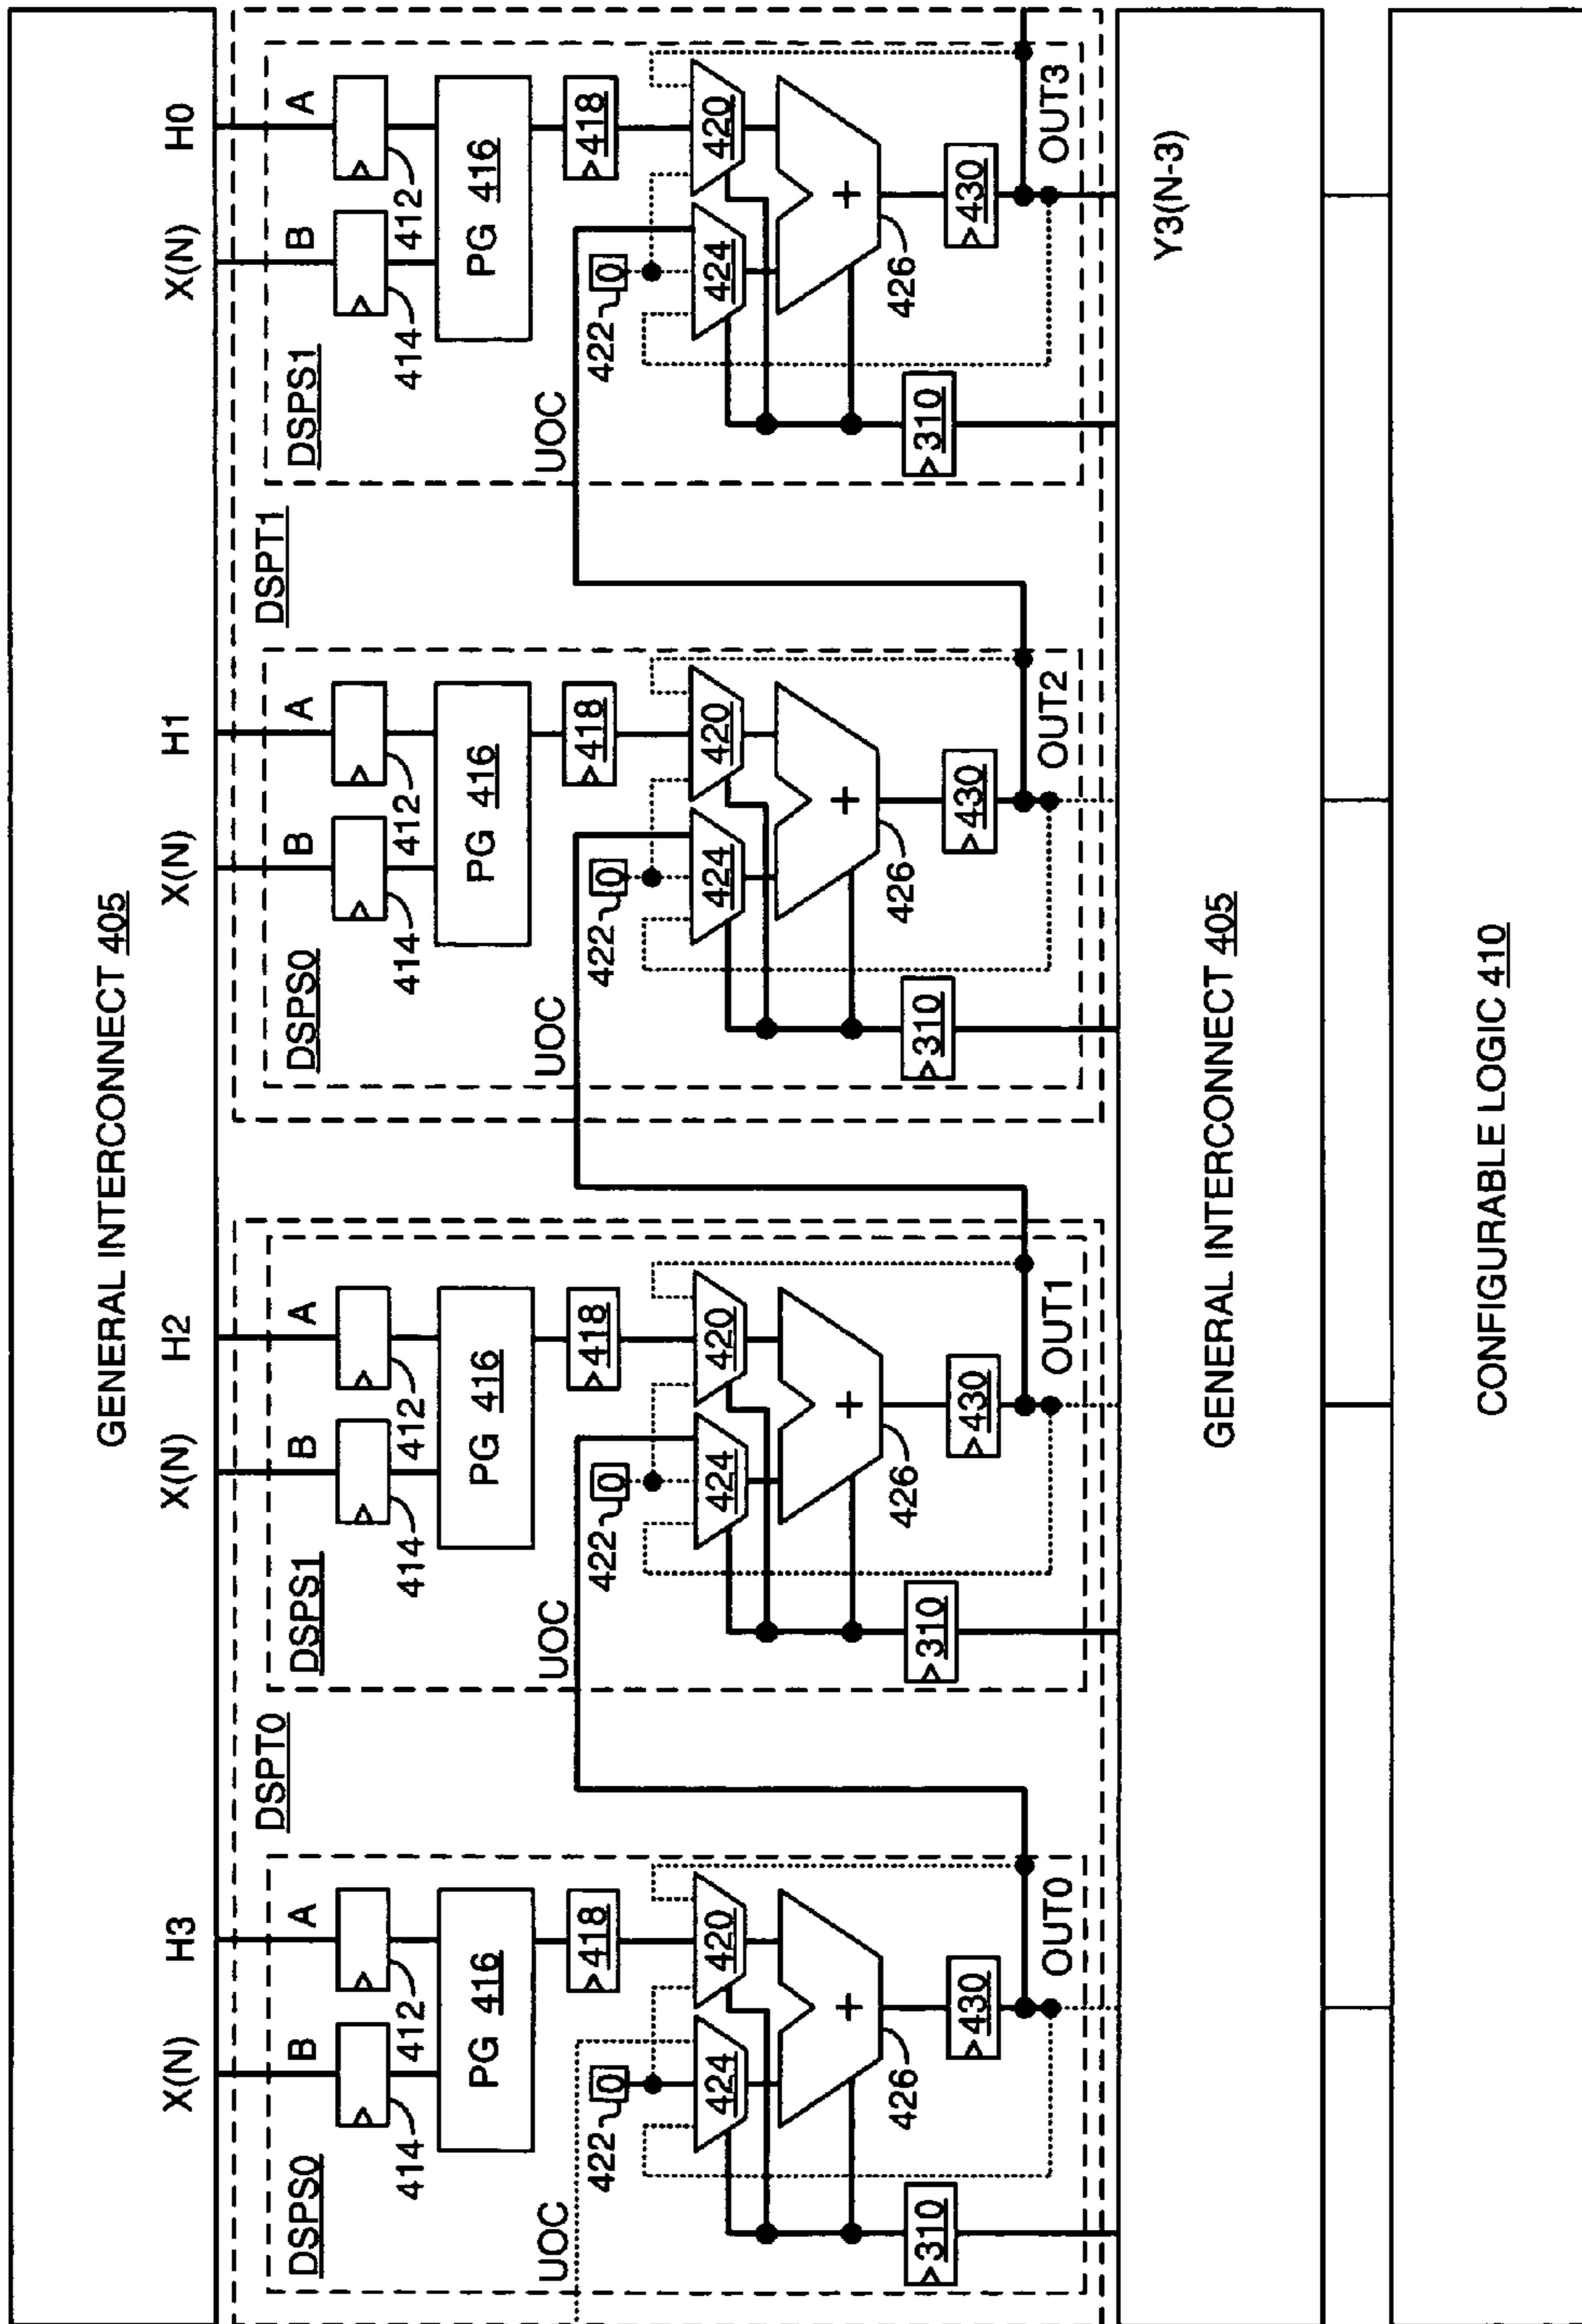 GENERAL INTERCONNECT 405
X(N) H3 X(N) H2 X(N) H1 X(N) H0
DSPT0
DSPS0
B A
414 412
PG 416
>418
UOC
422 0
424 420
+
426
>310
>430
OUT0
DSPS1
B A
414 412
PG 416
>418
UOC
422 0
424 420
+
426
>310
>430
OUT1
DSPT1
DSPS0
B A
414 412
PG 416
>418
UOC
422 0
424 420
+
426
>310
>430
OUT2
DSPS1
B A
414 412
PG 416
>418
UOC
422 0
424 420
+
426
>310
>430
OUT3
Y3(N-3)
GENERAL INTERCONNECT 405
CONFIGURABLE LOGIC 410